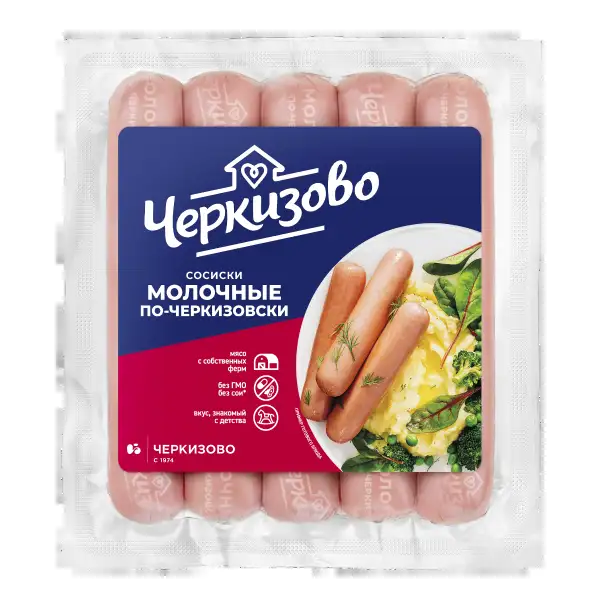 Черкизово
СОСИСКИ
МОЛОЧНЫЕ
ПО-ЧЕРКИЗОВСКИ
мясо
с собственных
ферм
без ГМО
без сои*
вкус, знакомый
с детства
ЧЕРКИЗОВО
С 1974